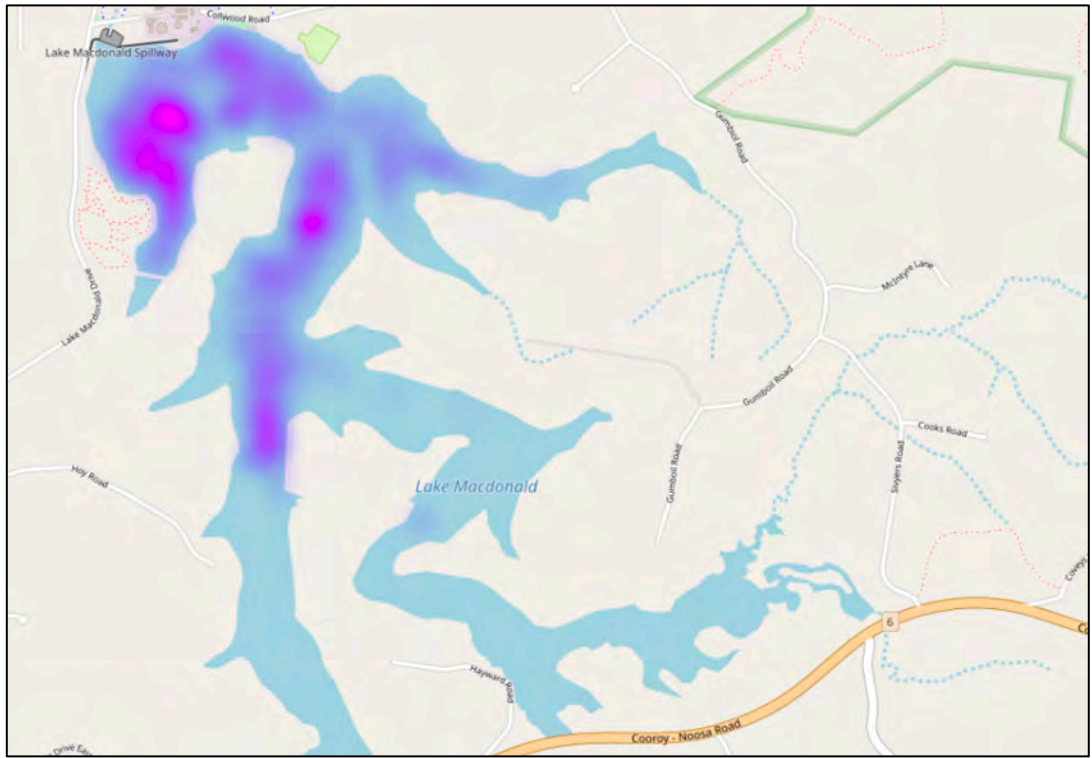 Collwood Road
Lake Macdonald Spillway
Gumboil Road
McIntyre Lane
Lake Macdonald Drive
Gumboil Road
Cooks Road
Gumboil Road
Sivyers Road
Hoy Road
Lake Macdonald
6
Hayward Road
Cooroy - Noosa Road